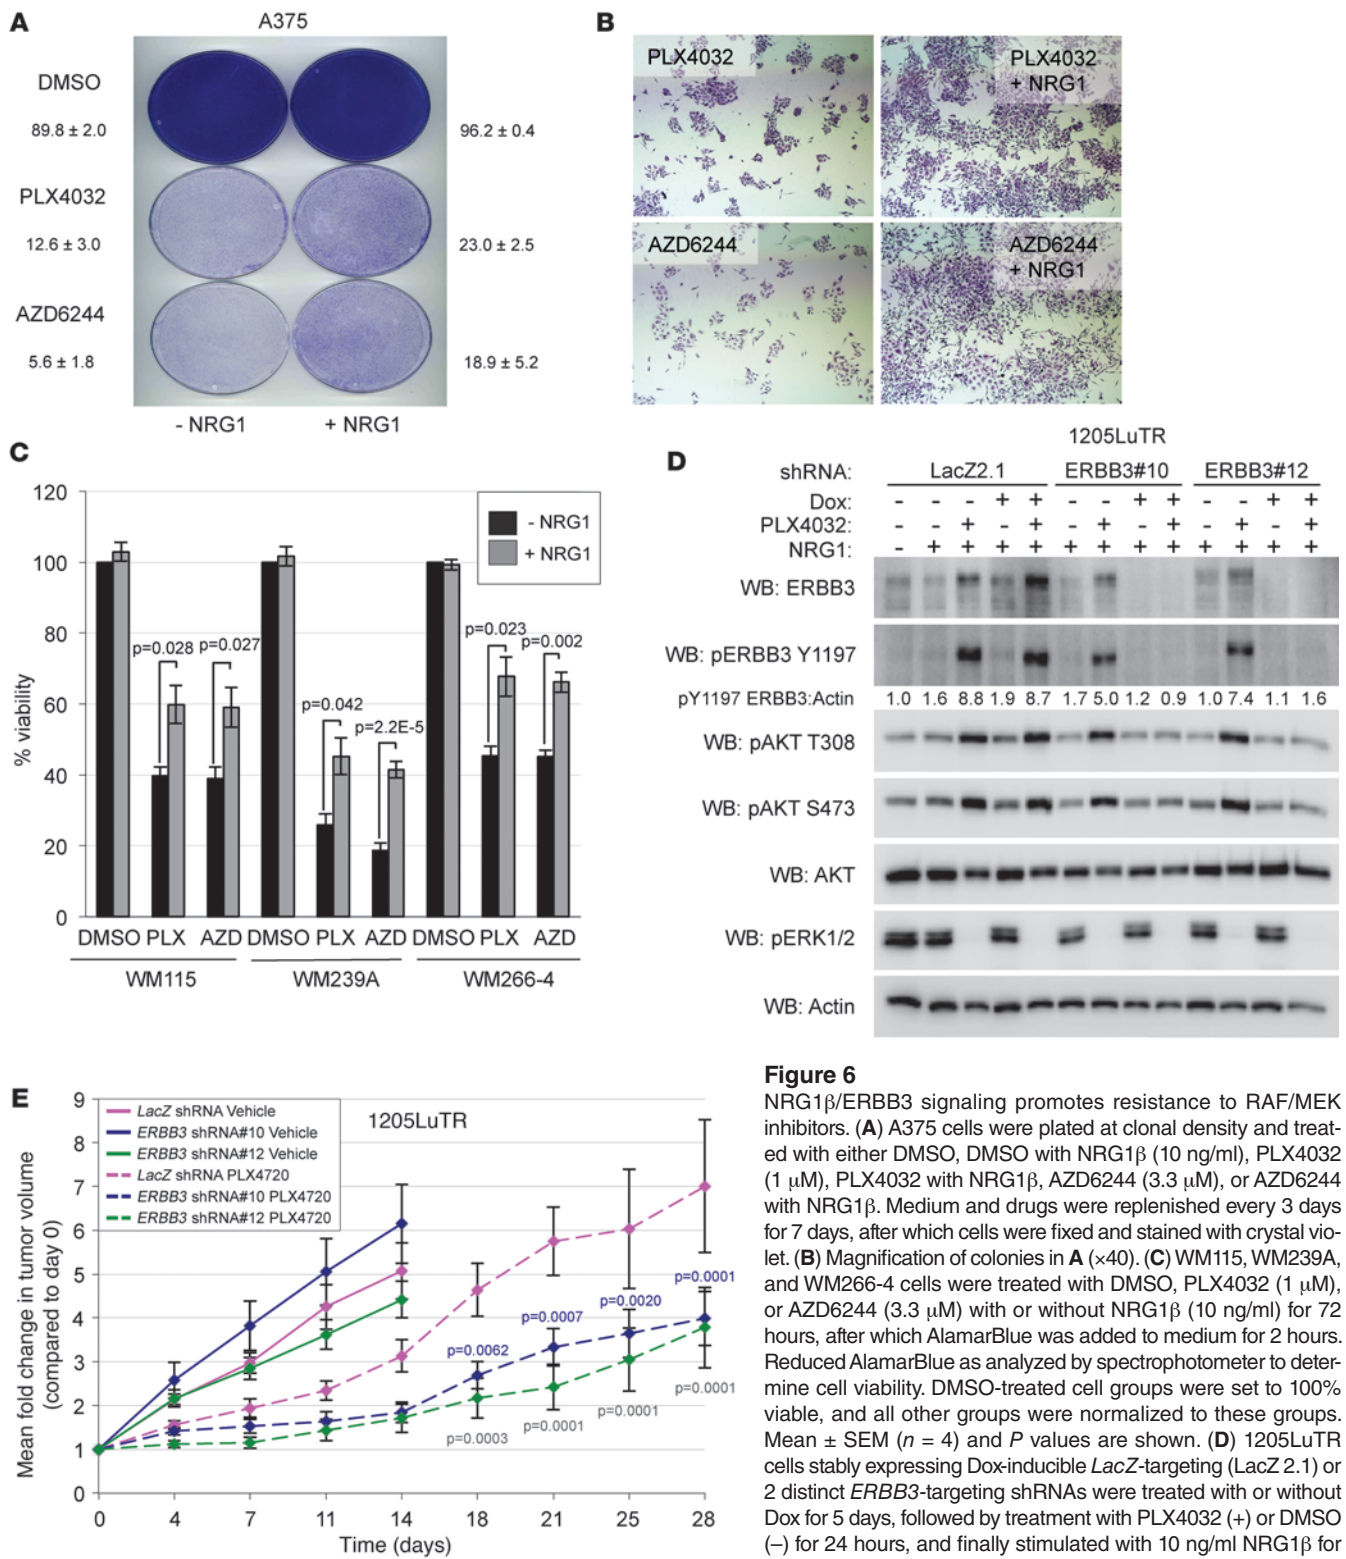 A
A375
DMSO
89.8 ± 2.0
96.2 ± 0.4
PLX4032
12.6 ± 3.0
23.0 ± 2.5
AZD6244
5.6 ± 1.8
18.9 ± 5.2
- NRG1
+ NRG1
B
PLX4032
PLX4032
+ NRG1
AZD6244
AZD6244
+ NRG1
C
% viability
120
100
80
60
40
20
0
- NRG1
+ NRG1
p=0.028
p=0.027
p=0.042
p=2.2E-5
p=0.023
p=0.002
DMSO PLX AZD DMSO PLX AZD DMSO PLX AZD
WM115 WM239A WM266-4
D
1205LuTR
shRNA: LacZ2.1 ERBB3#10 ERBB3#12
Dox: - - - + + - - + + - - + +
PLX4032: - - + - + - + - + - + - +
NRG1: - + + + + + + + + + + + +
WB: ERBB3
WB: pERBB3 Y1197
pY1197 ERBB3:Actin 1.0 1.6 8.8 1.9 8.7 1.7 5.0 1.2 0.9 1.0 7.4 1.1 1.6
WB: pAKT T308
WB: pAKT S473
WB: AKT
WB: pERK1/2
WB: Actin
E
Mean fold change in tumor volume
(compared to day 0)
9
8
7
6
5
4
3
2
1
0
LacZ shRNA Vehicle
ERBB3 shRNA#10 Vehicle
ERBB3 shRNA#12 Vehicle
LacZ shRNA PLX4720
ERBB3 shRNA#10 PLX4720
ERBB3 shRNA#12 PLX4720
1205LuTR
p=0.0062
p=0.0007
p=0.0020
p=0.0001
p=0.0003
p=0.0001
p=0.0001
p=0.0001
0 4 7 11 14 18 21 25 28
Time (days)
Figure 6
NRG1β/ERBB3 signaling promotes resistance to RAF/MEK
inhibitors. (A) A375 cells were plated at clonal density and treat-
ed with either DMSO, DMSO with NRG1β (10 ng/ml), PLX4032
(1 μM), PLX4032 with NRG1β, AZD6244 (3.3 μM), or AZD6244
with NRG1β. Medium and drugs were replenished every 3 days
for 7 days, after which cells were fixed and stained with crystal vio-
let. (B) Magnification of colonies in A (×40). (C) WM115, WM239A,
and WM266-4 cells were treated with DMSO, PLX4032 (1 μM),
or AZD6244 (3.3 μM) with or without NRG1β (10 ng/ml) for 72
hours, after which AlamarBlue was added to medium for 2 hours.
Reduced AlamarBlue as analyzed by spectrophotometer to deter-
mine cell viability. DMSO-treated cell groups were set to 100%
viable, and all other groups were normalized to these groups.
Mean ± SEM (n = 4) and P values are shown. (D) 1205LuTR
cells stably expressing Dox-inducible LacZ-targeting (LacZ 2.1) or
2 distinct ERBB3-targeting shRNAs were treated with or without
Dox for 5 days, followed by treatment with PLX4032 (+) or DMSO
(–) for 24 hours, and finally stimulated with 10 ng/ml NRG1β for